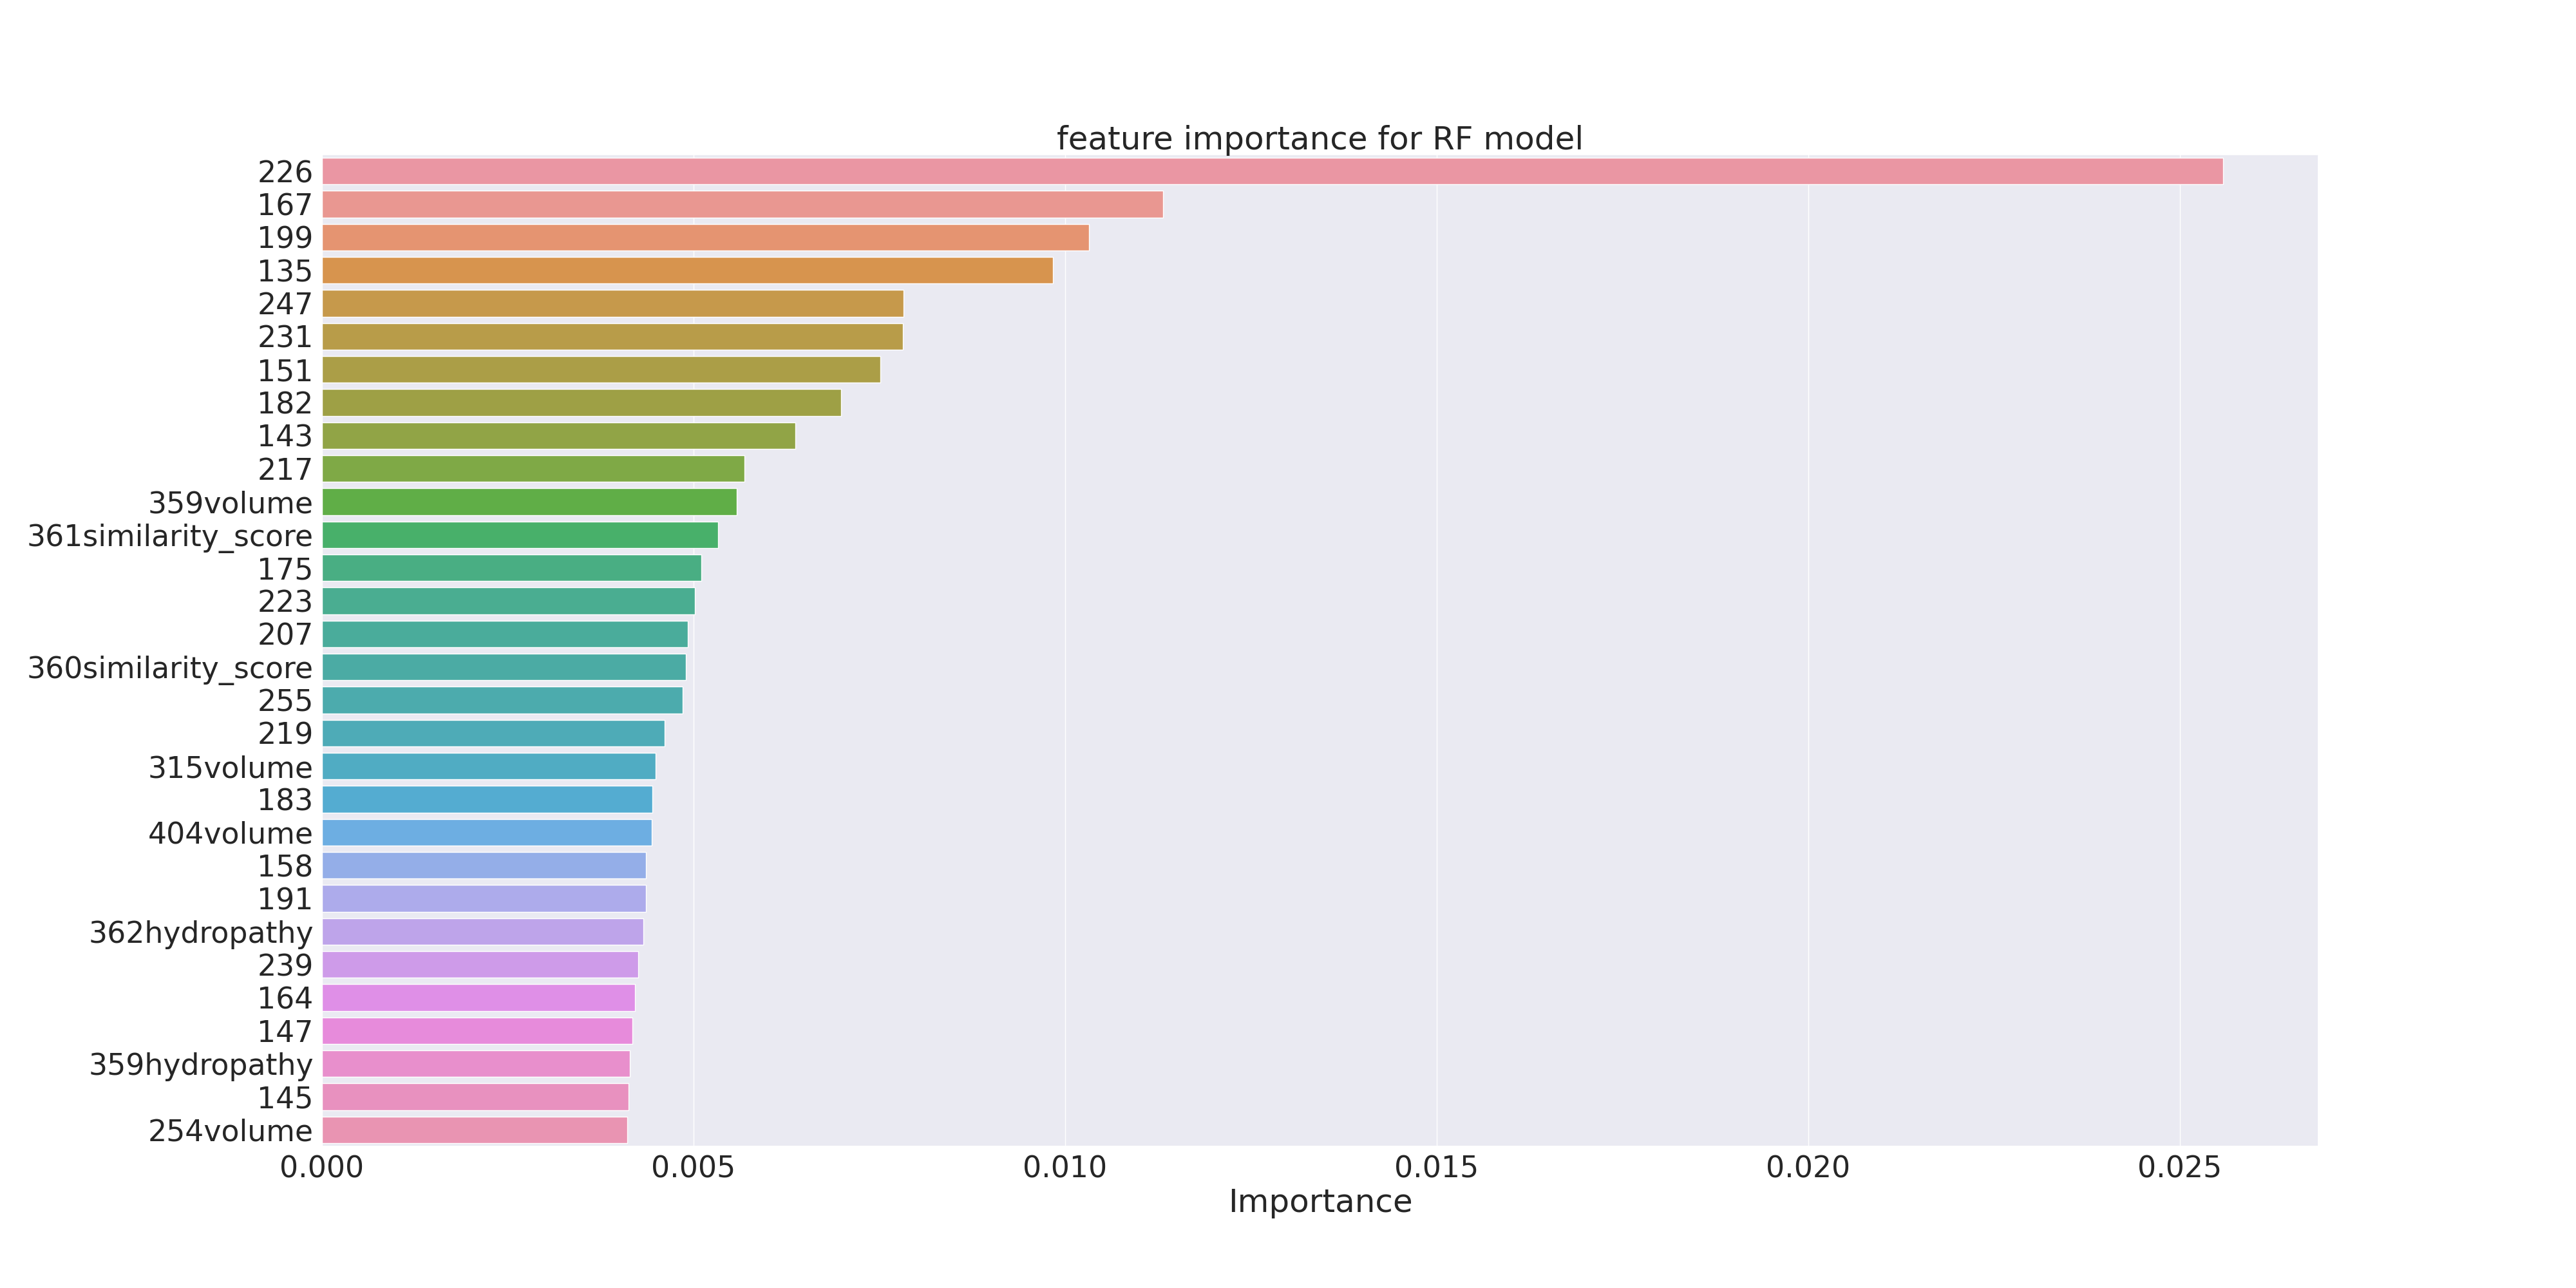 feature importance for RF model
226
167
199
135
247
231
151
182
143
217
359volume
361similarity_score
175
223
207
360similarity_score
255
219
315volume
183
404volume
158
191
362hydropathy
239
164
147
359hydropathy
145
254volume
0.000 0.005 0.010 0.015 0.020 0.025
Importance